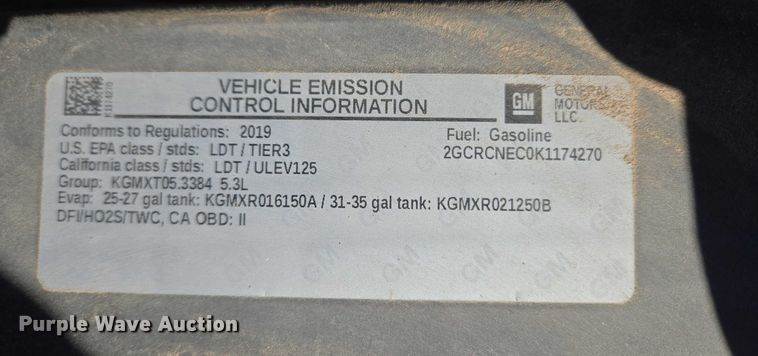 VEHICLE EMISSION
CONTROL INFORMATION
GM
GENERAL
MOTORS
LLC.
Conforms to Regulations: 2019
Fuel: Gasoline
U.S. EPA class / stds: LDT / TIER3
2GCRCNEC0K1174270
California class / stds: LDT / ULEV125
Group: KGMXT05.3384 5.3L
Evap: 25-27 gal tank: KGMXR016150A / 31-35 gal tank: KGMXR021250B
DFI/HO2S/TWC, CA OBD: II
Purple Wave Auction